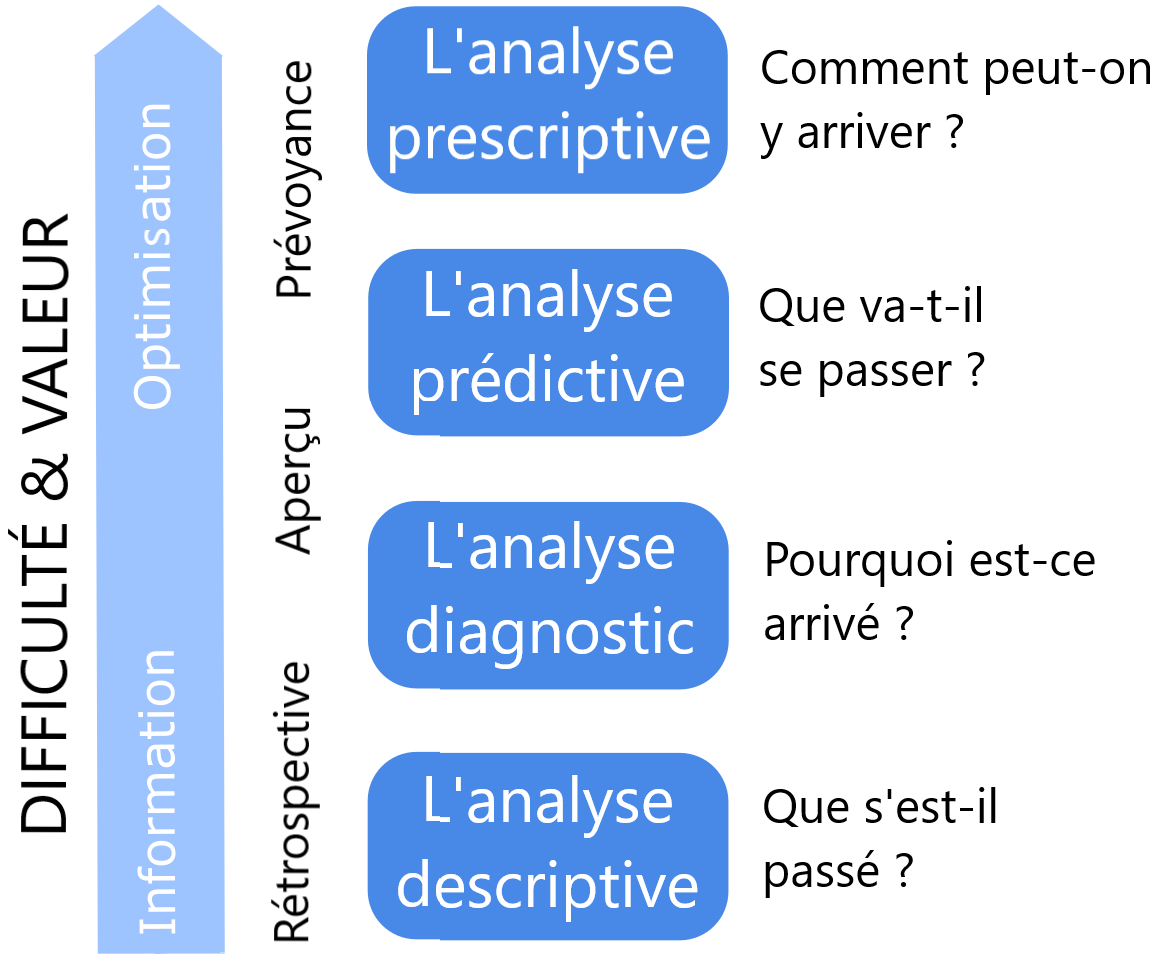 DIFFICULTÉ & VALEUR
Optimisation
Information
Prévoyance
Aperçu
Rétrospective
L'analyse
prescriptive
Comment peut-on
y arriver ?
L'analyse
prédictive
Que va-t-il
se passer ?
L'analyse
diagnostic
Pourquoi est-ce
arrivé ?
L'analyse
descriptive
Que s'est-il
passé ?